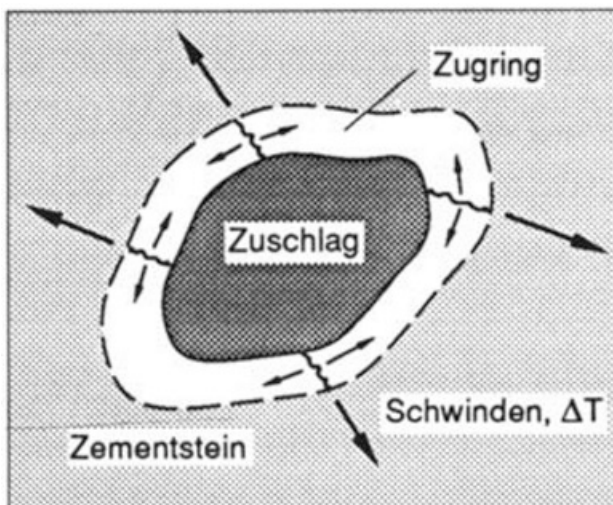 Zugring
Zuschlag
Schwinden, ΔT
Zementstein